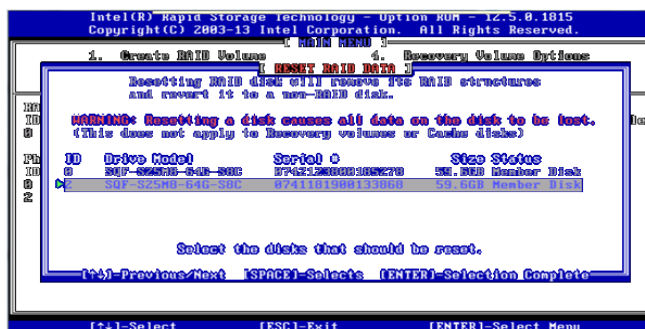 Intel(R) Rapid Storage Technology - Option ROM - 12.5.0.1815
Copyright(C) 2003-13 Intel Corporation. All Rights Reserved.
[ MAIN MENU ]
1. Create RAID Volume 4. Recovery Volume Options
[ RESET RAID DATA ]
Resetting RAID disk will remove its RAID structures
and revert it to a non-RAID disk.
WARNING: Resetting a disk causes all data on the disk to be lost.
(This does not apply to Recovery volumes or Cache disks)
ID Drive Model Serial # Size Status
0 SQF-S25M8-64G-S8C 59.6GB Member Disk
2 SQF-S25M8-64G-S8C 0741181900133868 59.6GB Member Disk
Select the disks that should be reset.
[↑↓]-Previous/Next [SPACE]-Selects [ENTER]-Selection Complete
[↑↓]-Select [ESC]-Exit [ENTER]-Select Menu